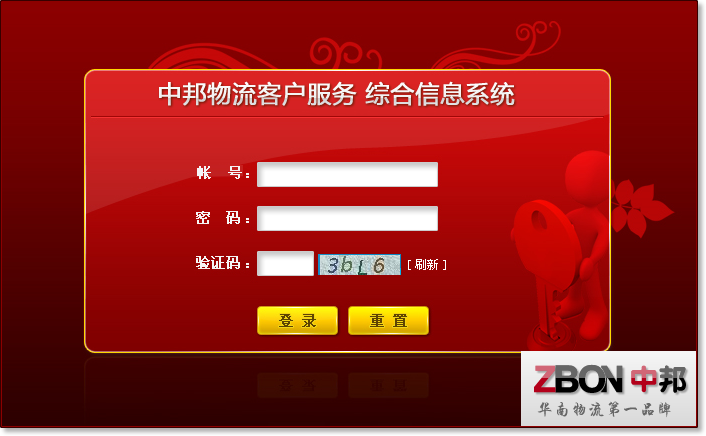 中邦物流客户服务 综合信息系统
帐 号：
密 码：
验证码： 3bL6 [ 刷新 ]
登 录 重 置
ZBON 中邦
华南物流第一品牌